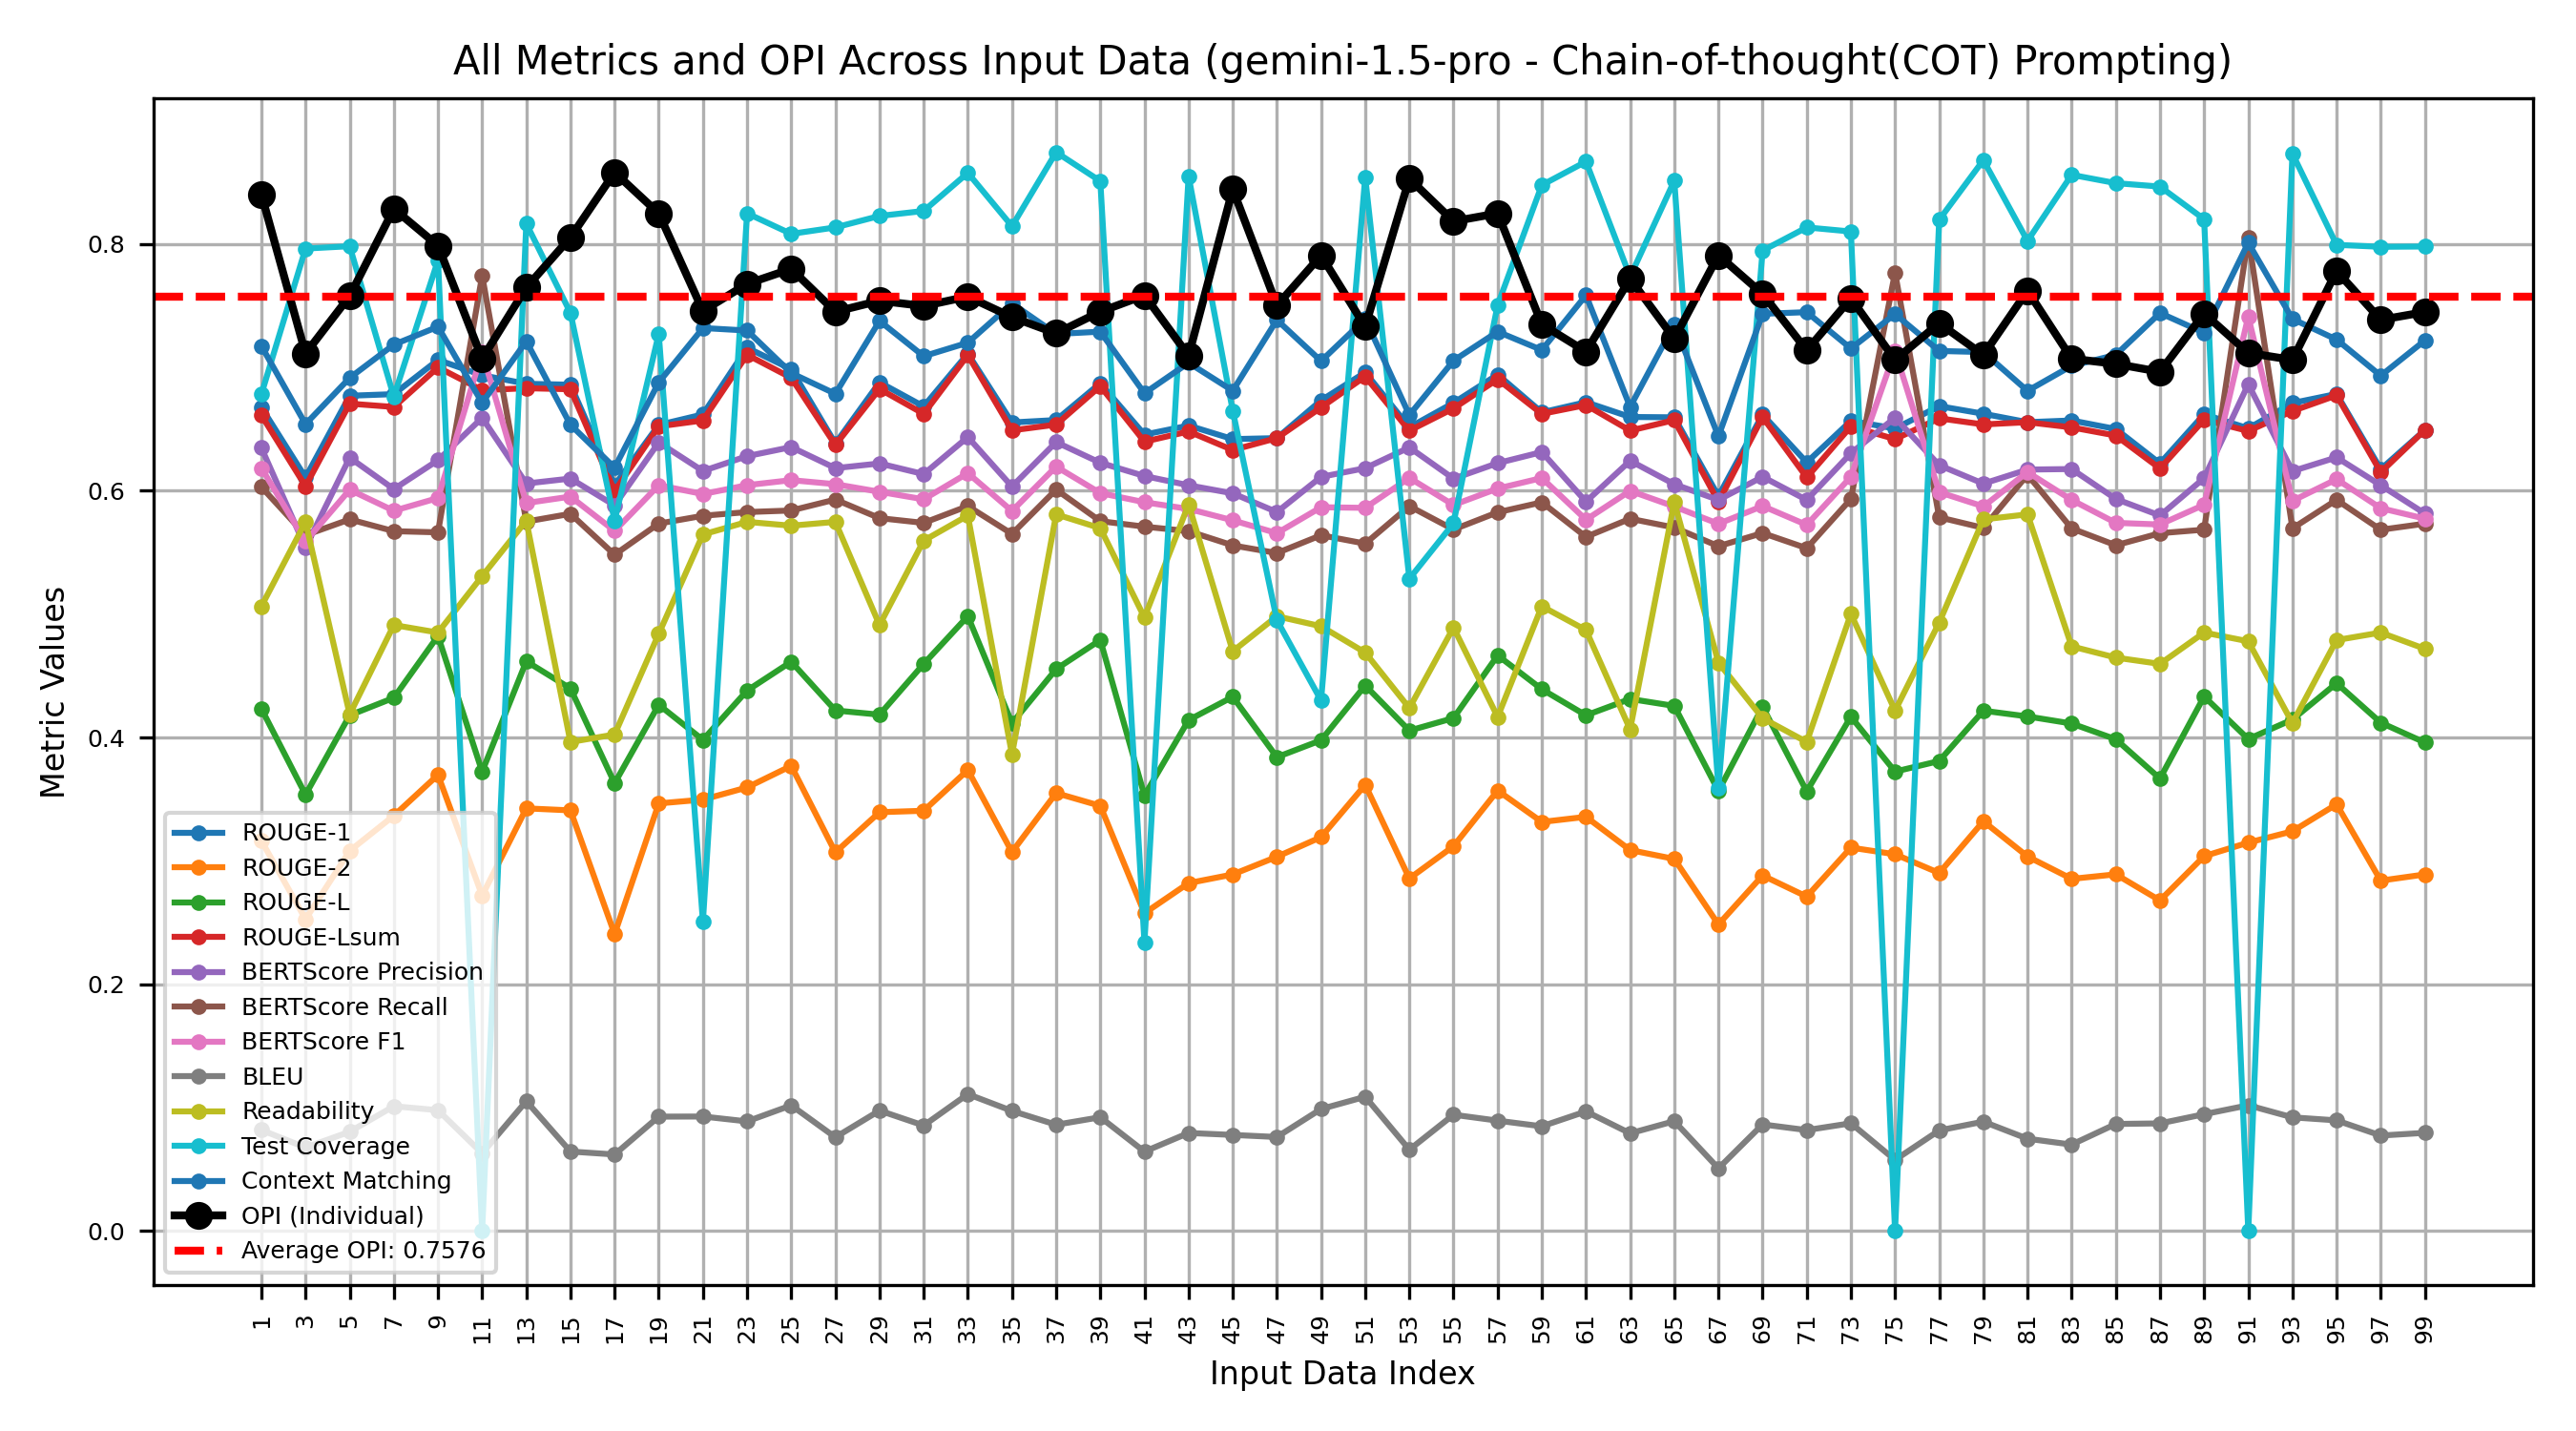 All Metrics and OPI Across Input Data (gemini-1.5-pro - Chain-of-thought(COT) Prompting)
Metric Values
0.8
0.6
0.4
0.2
0.0
ROUGE-1
ROUGE-2
ROUGE-L
ROUGE-Lsum
BERTScore Precision
BERTScore Recall
BERTScore F1
BLEU
Readability
Test Coverage
Context Matching
OPI (Individual)
Average OPI: 0.7576
1 3 5 7 9 11 13 15 17 19 21 23 25 27 29 31 33 35 37 39 41 43 45 47 49 51 53 55 57 59 61 63 65 67 69 71 73 75 77 79 81 83 85 87 89 91 93 95 97 99
Input Data Index